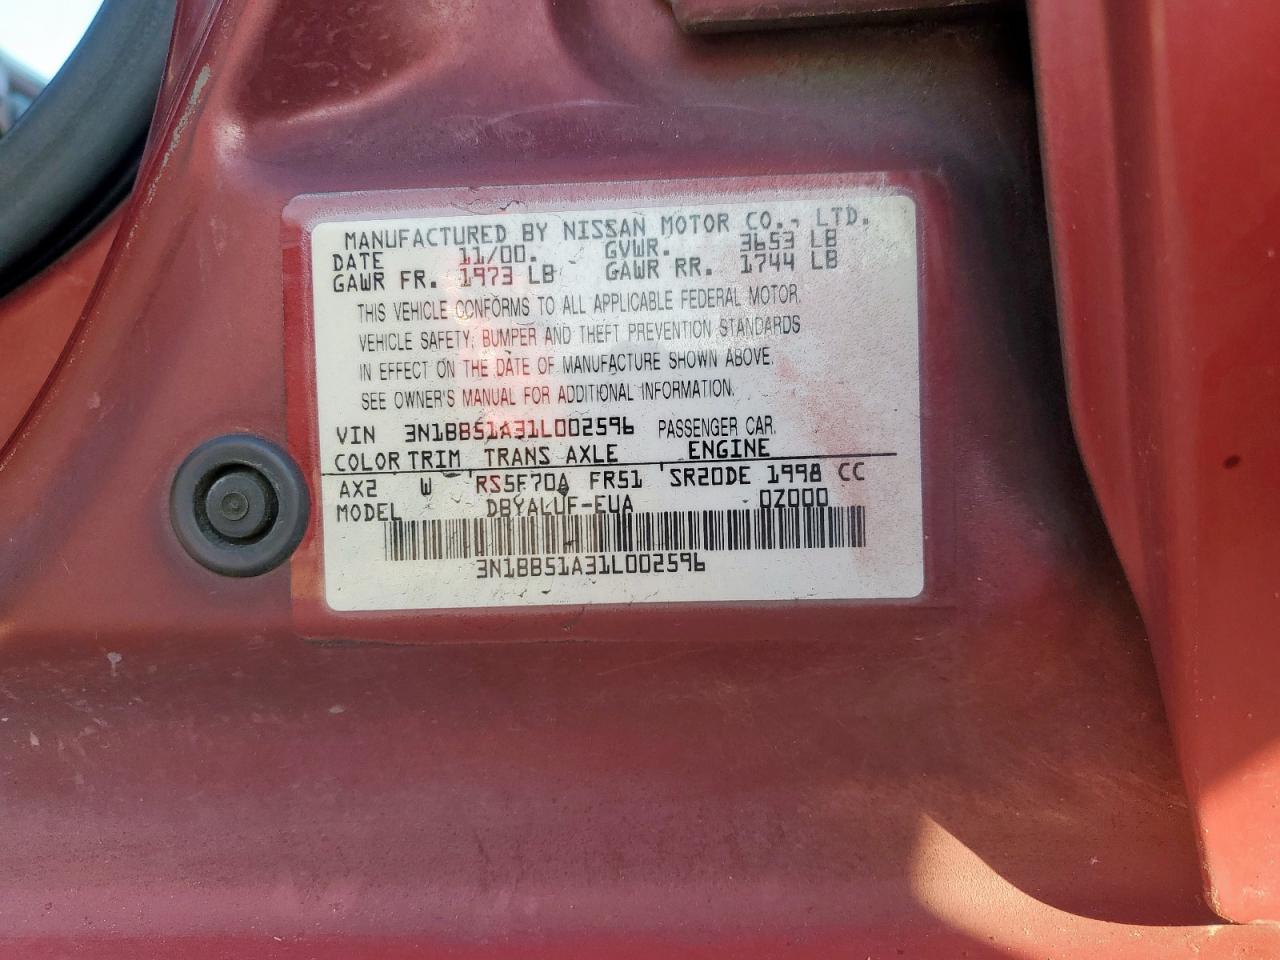 MANUFACTURED BY NISSAN MOTOR CO., LTD.
DATE 11/00. GVWR. 3653 LB
GAWR FR. 1973 LB GAWR RR. 1744 LB
THIS VEHICLE CONFORMS TO ALL APPLICABLE FEDERAL MOTOR
VEHICLE SAFETY, BUMPER AND THEFT PREVENTION STANDARDS
IN EFFECT ON THE DATE OF MANUFACTURE SHOWN ABOVE.
SEE OWNER'S MANUAL FOR ADDITIONAL INFORMATION.
VIN 3N1BB51A31L002596 PASSENGER CAR
COLOR TRIM TRANS AXLE ENGINE
AX2 W RS5F70A FR51 SR20DE 1998 CC
MODEL DBYALUF-EUA 0Z000
3N1BB51A31L002596